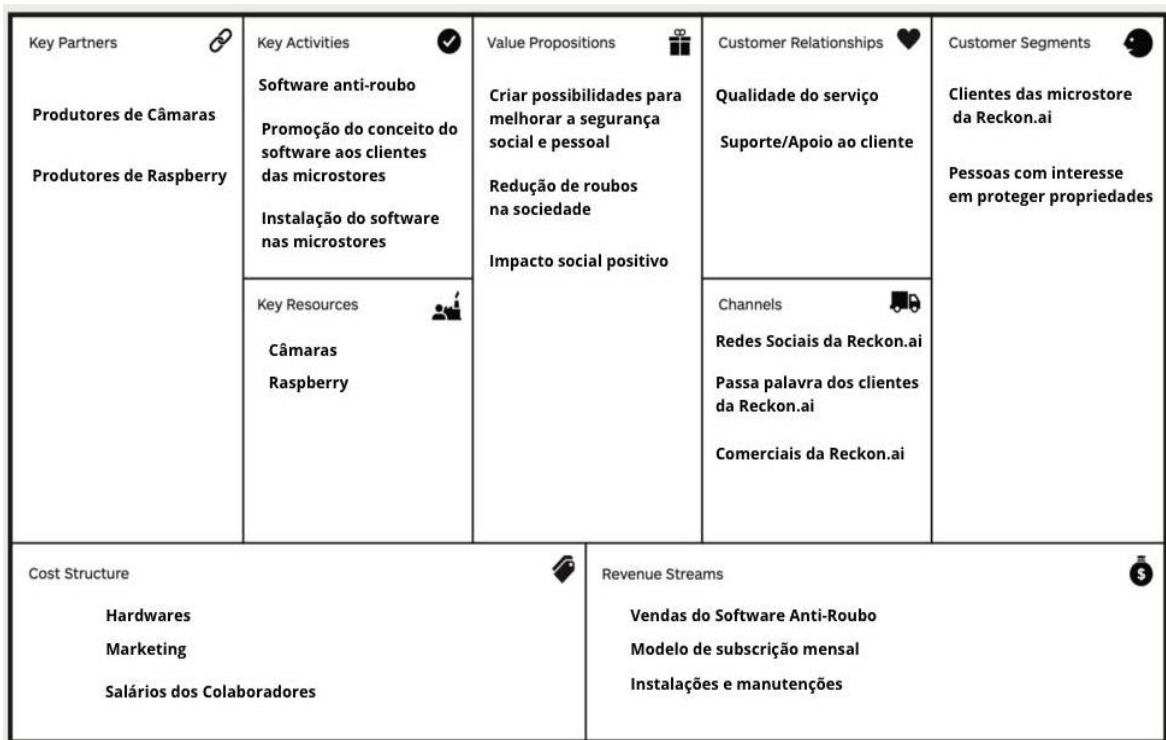 Key Partners
Produtores de Câmaras
Produtores de Raspberry
Key Activities
Software anti-roubo
Promoção do conceito do
software aos clientes
das microstores
Instalação do software
nas microstores
Key Resources
Câmaras
Raspberry
Value Propositions
Criar possibilidades para
melhorar a segurança
social e pessoal
Redução de roubos
na sociedade
Impacto social positivo
Customer Relationships
Qualidade do serviço
Suporte/Apoio ao cliente
Channels
Redes Sociais da Reckon.ai
Passa palavra dos clientes
da Reckon.ai
Comerciais da Reckon.ai
Customer Segments
Clientes das microstore
da Reckon.ai
Pessoas com interesse
em proteger propriedades
Cost Structure
Hardwares
Marketing
Salários dos Colaboradores
Revenue Streams
$
Vendas do Software Anti-Roubo
Modelo de subscrição mensal
Instalações e manutenções